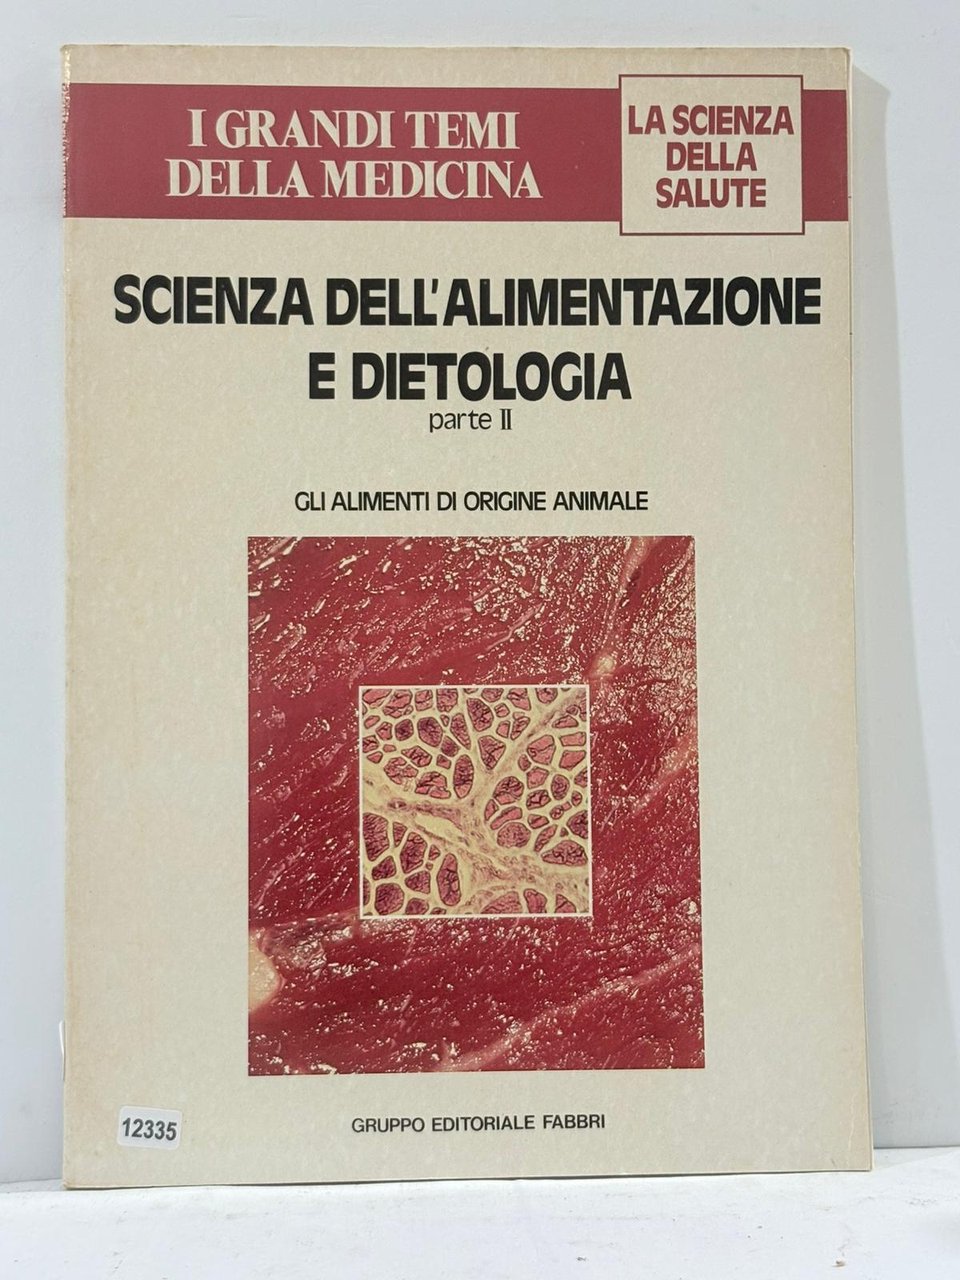 I GRANDI TEMI
DELLA MEDICINA
LA SCIENZA
DELLA
SALUTE
SCIENZA DELL'ALIMENTAZIONE
E DIETOLOGIA
parte II
GLI ALIMENTI DI ORIGINE ANIMALE
12335
GRUPPO EDITORIALE FABBRI